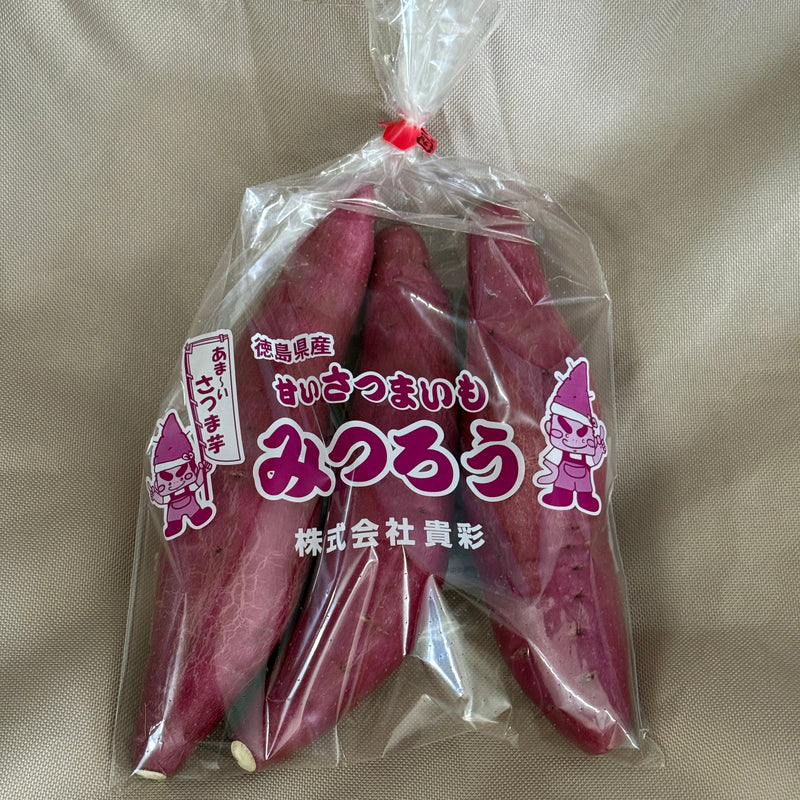 徳島県産
甘いさつまいも
みつろう
株式会社貴彩
あま〜い
さつま芋